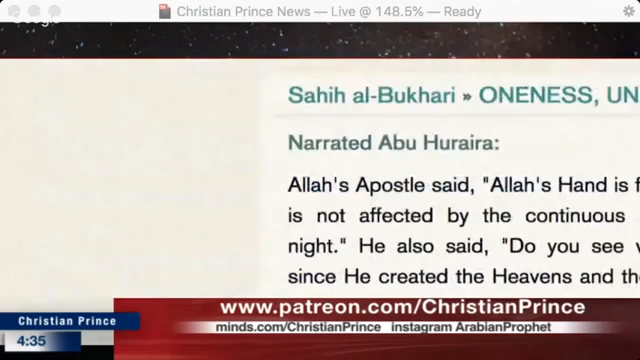 Christian Prince News — Live @ 148.5% — Ready
Google
Sahih al-Bukhari » ONENESS, UN
Narrated Abu Huraira:
Allah's Apostle said, "Allah's Hand is f
is not affected by the continuous
night." He also said, "Do you see
since He created the Heavens and the
www.patreon.com/ChristianPrince
Christian Prince
minds.com/ChristianPrince instagram ArabianProphet
4:35